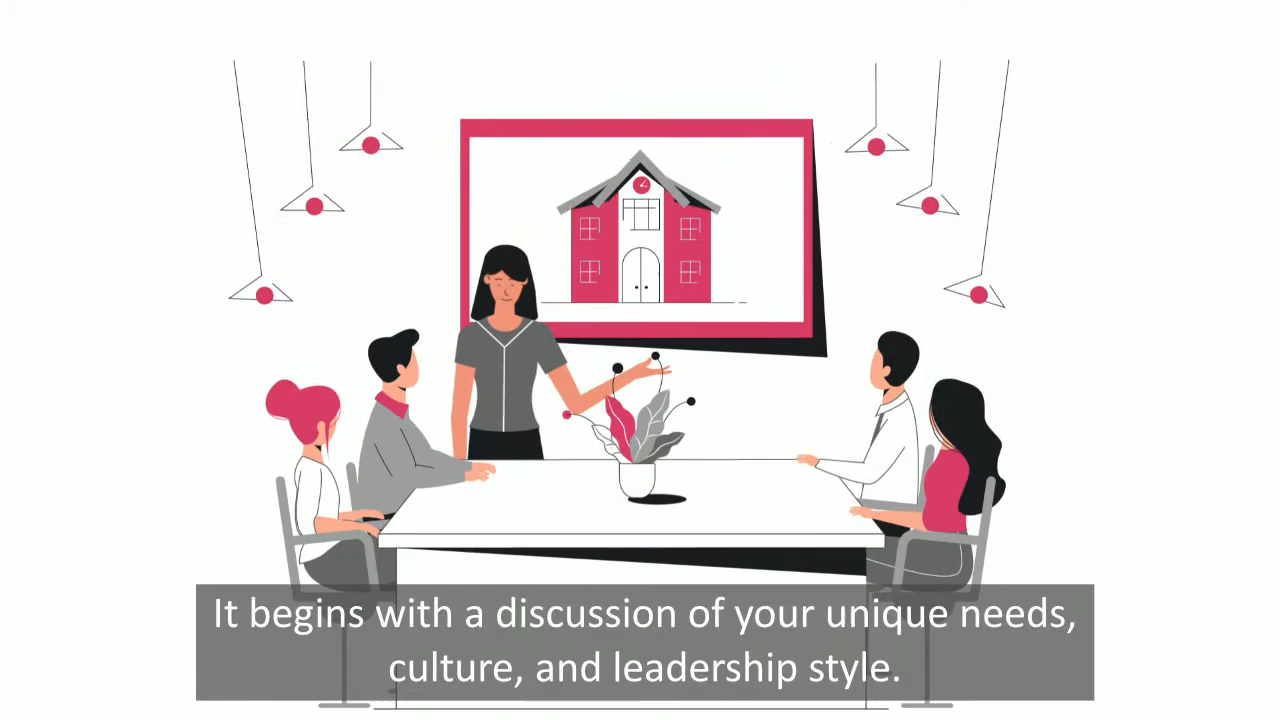 It begins with a discussion of your unique needs,
culture, and leadership style.